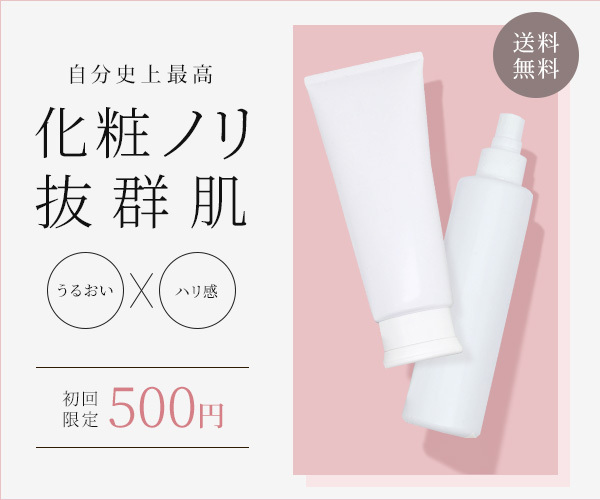 自分史上最高
化粧ノリ
抜群肌
うるおい
×
ハリ感
初回
限定
500円
送料
無料